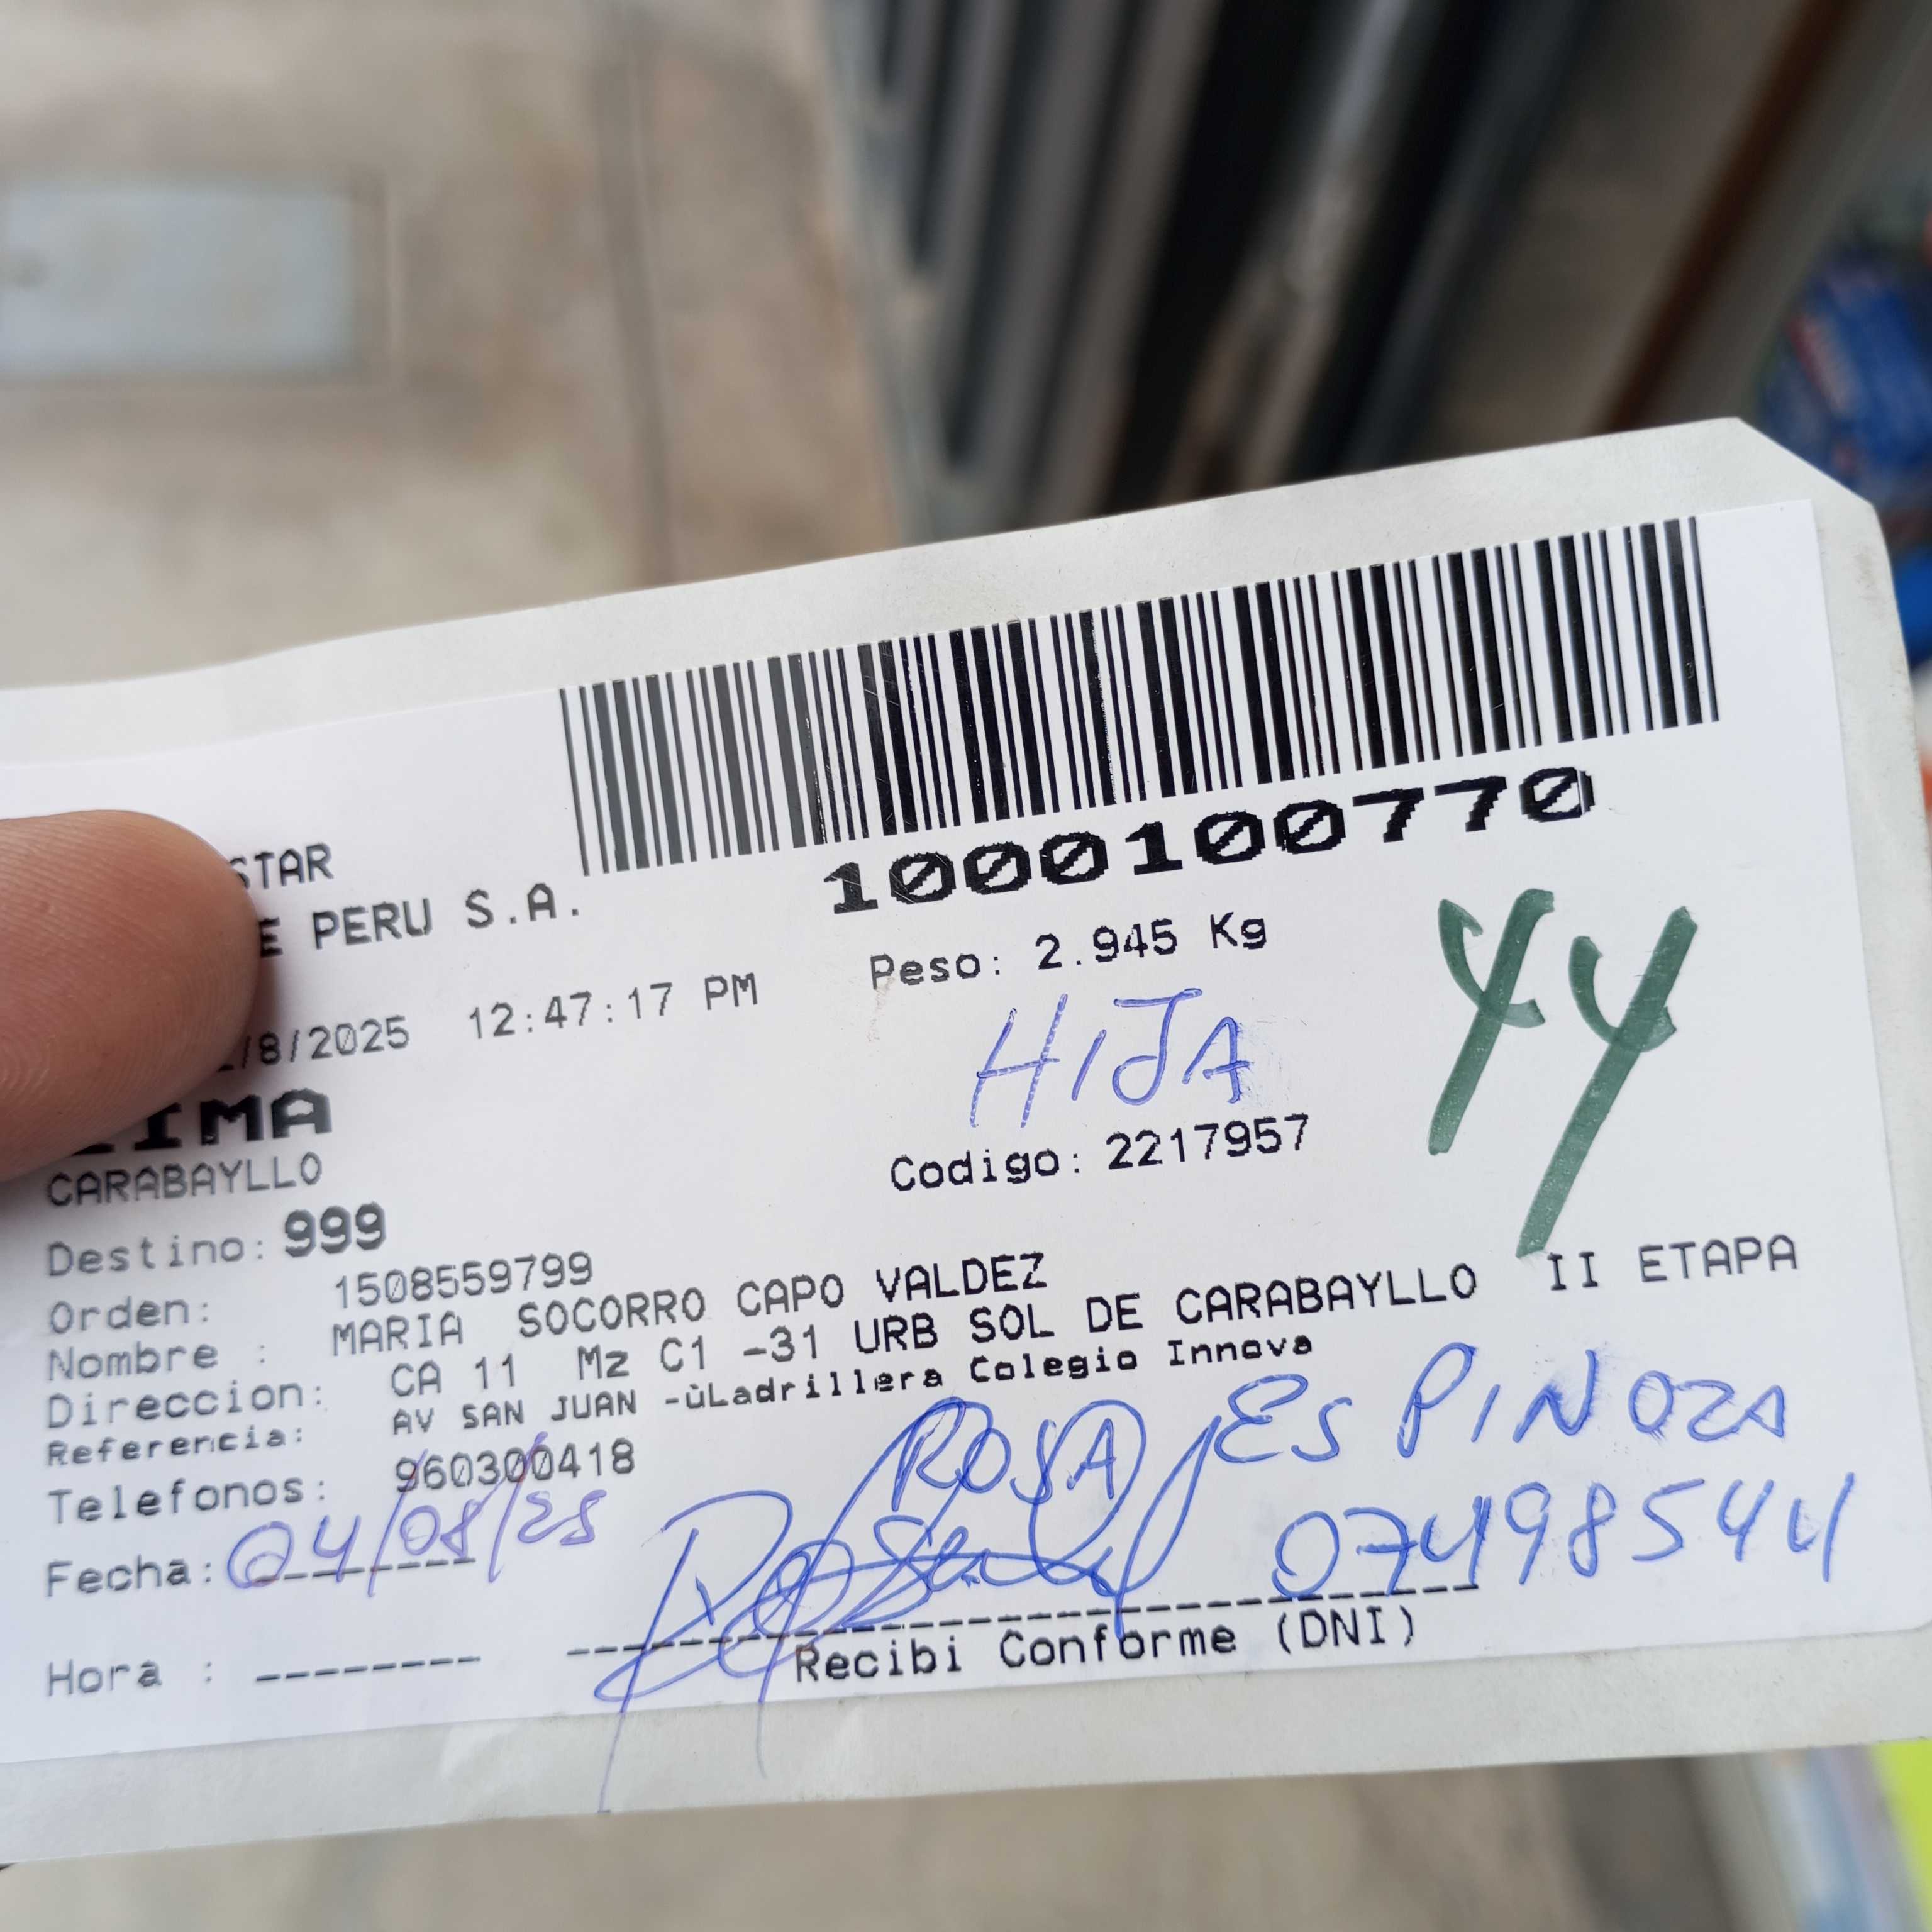 STAR
E PERU S.A.
1000100770
Peso: 2.945 Kg
/8/2025 12:47:17 PM
HIJA
44
LIMA
CARABAYLLO
Codigo: 2217957
Destino: 999
Orden: 1508559799
Nombre : MARIA SOCORRO CAPO VALDEZ
Direccion: CA 11 Mz C1 -31 URB SOL DE CARABAYLLO II ETAPA
Referencia: AV SAN JUAN -ùLadrillera Colegio Innova
Telefonos: 960300418
ROSA ESPINOZA
Fecha: 04/08/25
07498544
Hora :
Recibi Conforme (DNI)